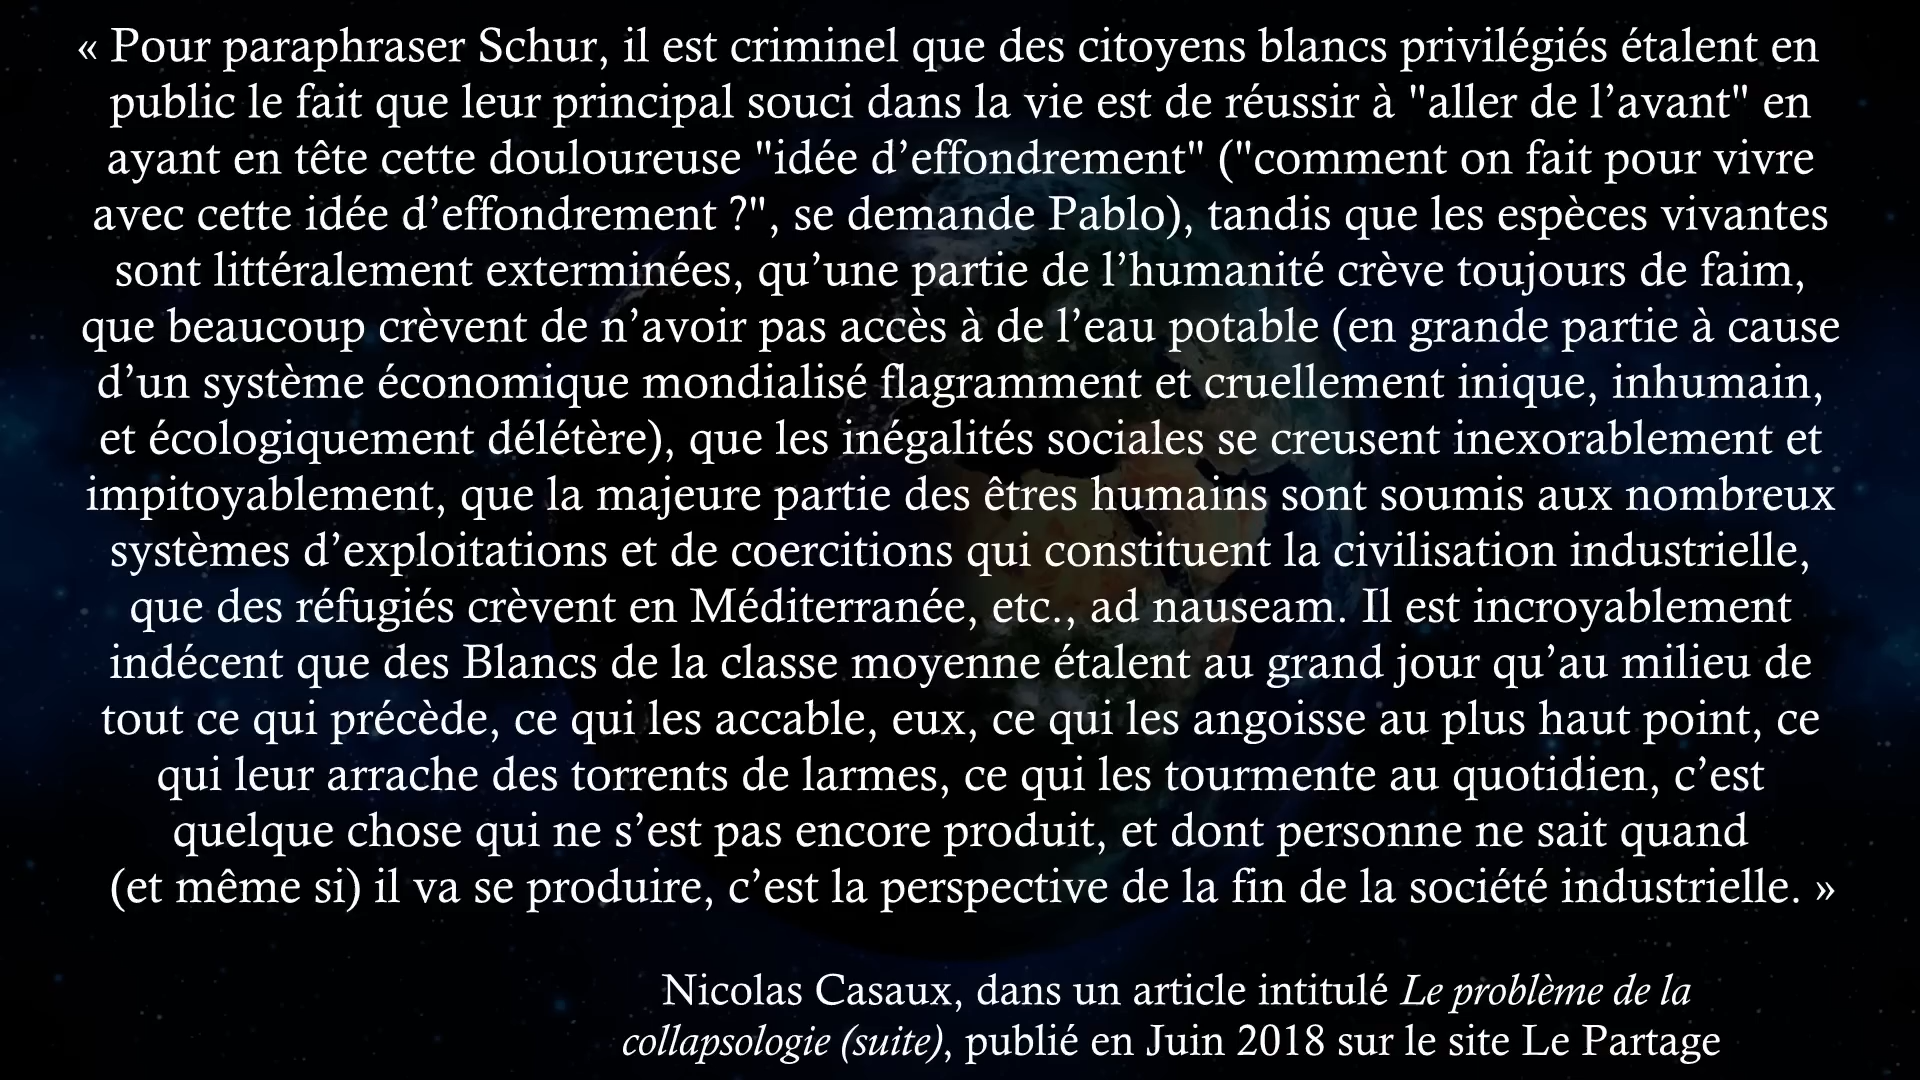 « Pour paraphraser Schur, il est criminel que des citoyens blancs privilégiés étalent en
public le fait que leur principal souci dans la vie est de réussir à "aller de l’avant" en
ayant en tête cette douloureuse "idée d’effondrement" ("comment on fait pour vivre
avec cette idée d’effondrement ?", se demande Pablo), tandis que les espèces vivantes
sont littéralement exterminées, qu’une partie de l’humanité crève toujours de faim,
que beaucoup crèvent de n’avoir pas accès à de l’eau potable (en grande partie à cause
d’un système économique mondialisé flagramment et cruellement inique, inhumain,
et écologiquement délétère), que les inégalités sociales se creusent inexorablement et
impitoyablement, que la majeure partie des êtres humains sont soumis aux nombreux
systèmes d’exploitations et de coercitions qui constituent la civilisation industrielle,
que des réfugiés crèvent en Méditerranée, etc., ad nauseam. Il est incroyablement
indécent que des Blancs de la classe moyenne étalent au grand jour qu’au milieu de
tout ce qui précède, ce qui les accable, eux, ce qui les angoisse au plus haut point, ce
qui leur arrache des torrents de larmes, ce qui les tourmente au quotidien, c’est
quelque chose qui ne s’est pas encore produit, et dont personne ne sait quand
(et même si) il va se produire, c’est la perspective de la fin de la société industrielle. »
Nicolas Casaux, dans un article intitulé Le problème de la
collapsologie (suite), publié en Juin 2018 sur le site Le Partage